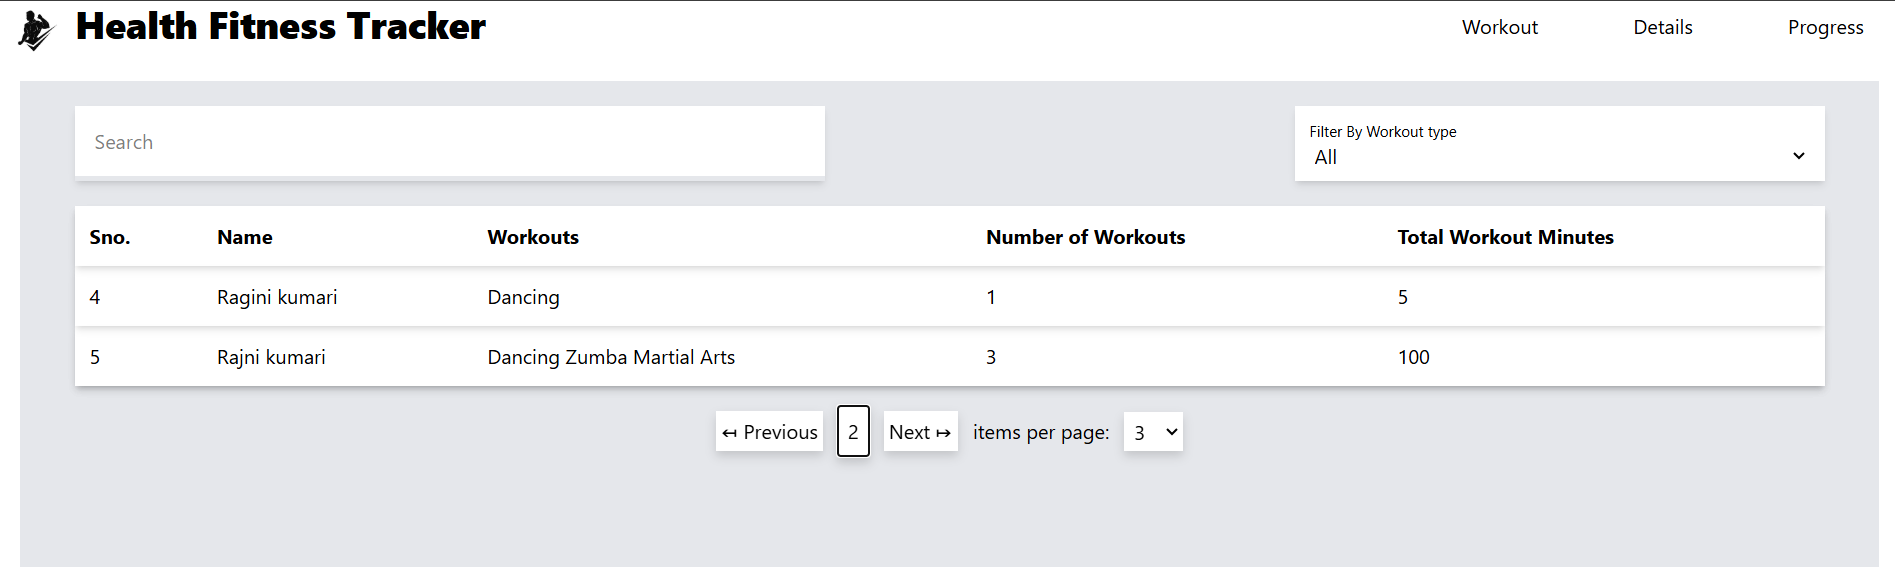 Health Fitness Tracker Workout Details Progress
Search
Filter By Workout type
All
Sno. Name Workouts Number of Workouts Total Workout Minutes
4 Ragini kumari Dancing 1 5
5 Rajni kumari Dancing Zumba Martial Arts 3 100
↤ Previous 2 Next ↦ items per page: 3